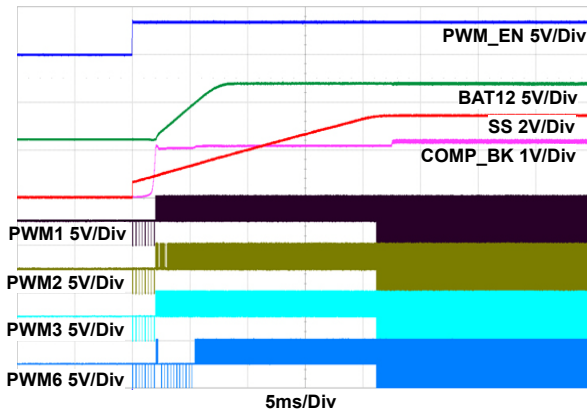 PWM_EN 5V/Div
BAT12 5V/Div
SS 2V/Div
COMP_BK 1V/Div
PWM1 5V/Div
PWM2 5V/Div
PWM3 5V/Div
PWM6 5V/Div
5ms/Div